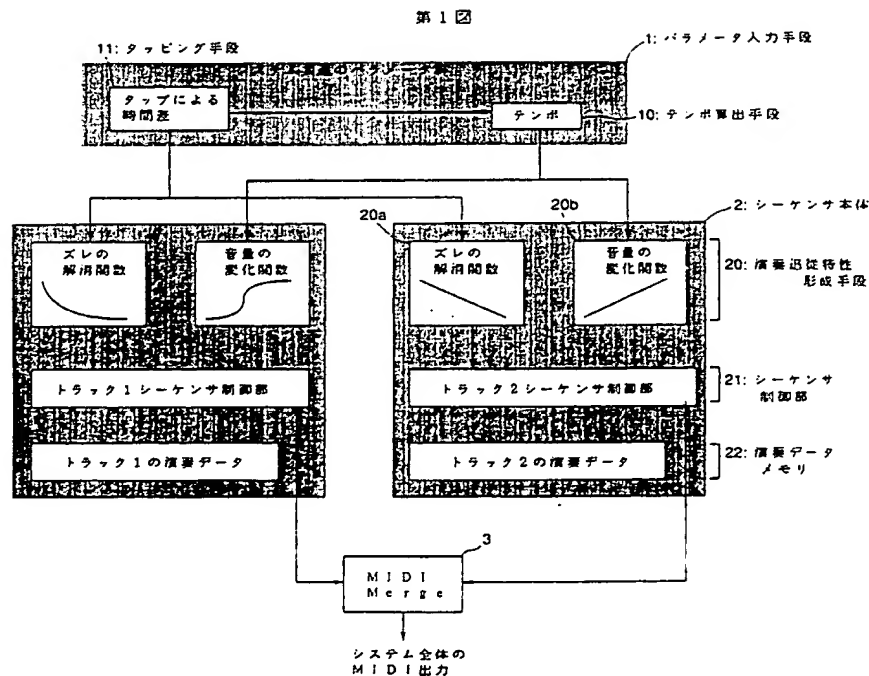 第1図
11: タッピング手段
1: パラメータ入力手段
タップによる
時間差
テンポ
10: テンポ算出手段
20a
20b
2: シーケンサ本体
ズレの
解消関数
音量の
変化関数
ズレの
解消関数
音量の
変化関数
20: 演奏追従特性
形成手段
トラック1シーケンサ制御部
トラック2シーケンサ制御部
21: シーケンサ
制御部
トラック1の演奏データ
トラック2の演奏データ
22: 演奏データ
メモリ
3
MIDI
Merge
システム全体の
MIDI出力